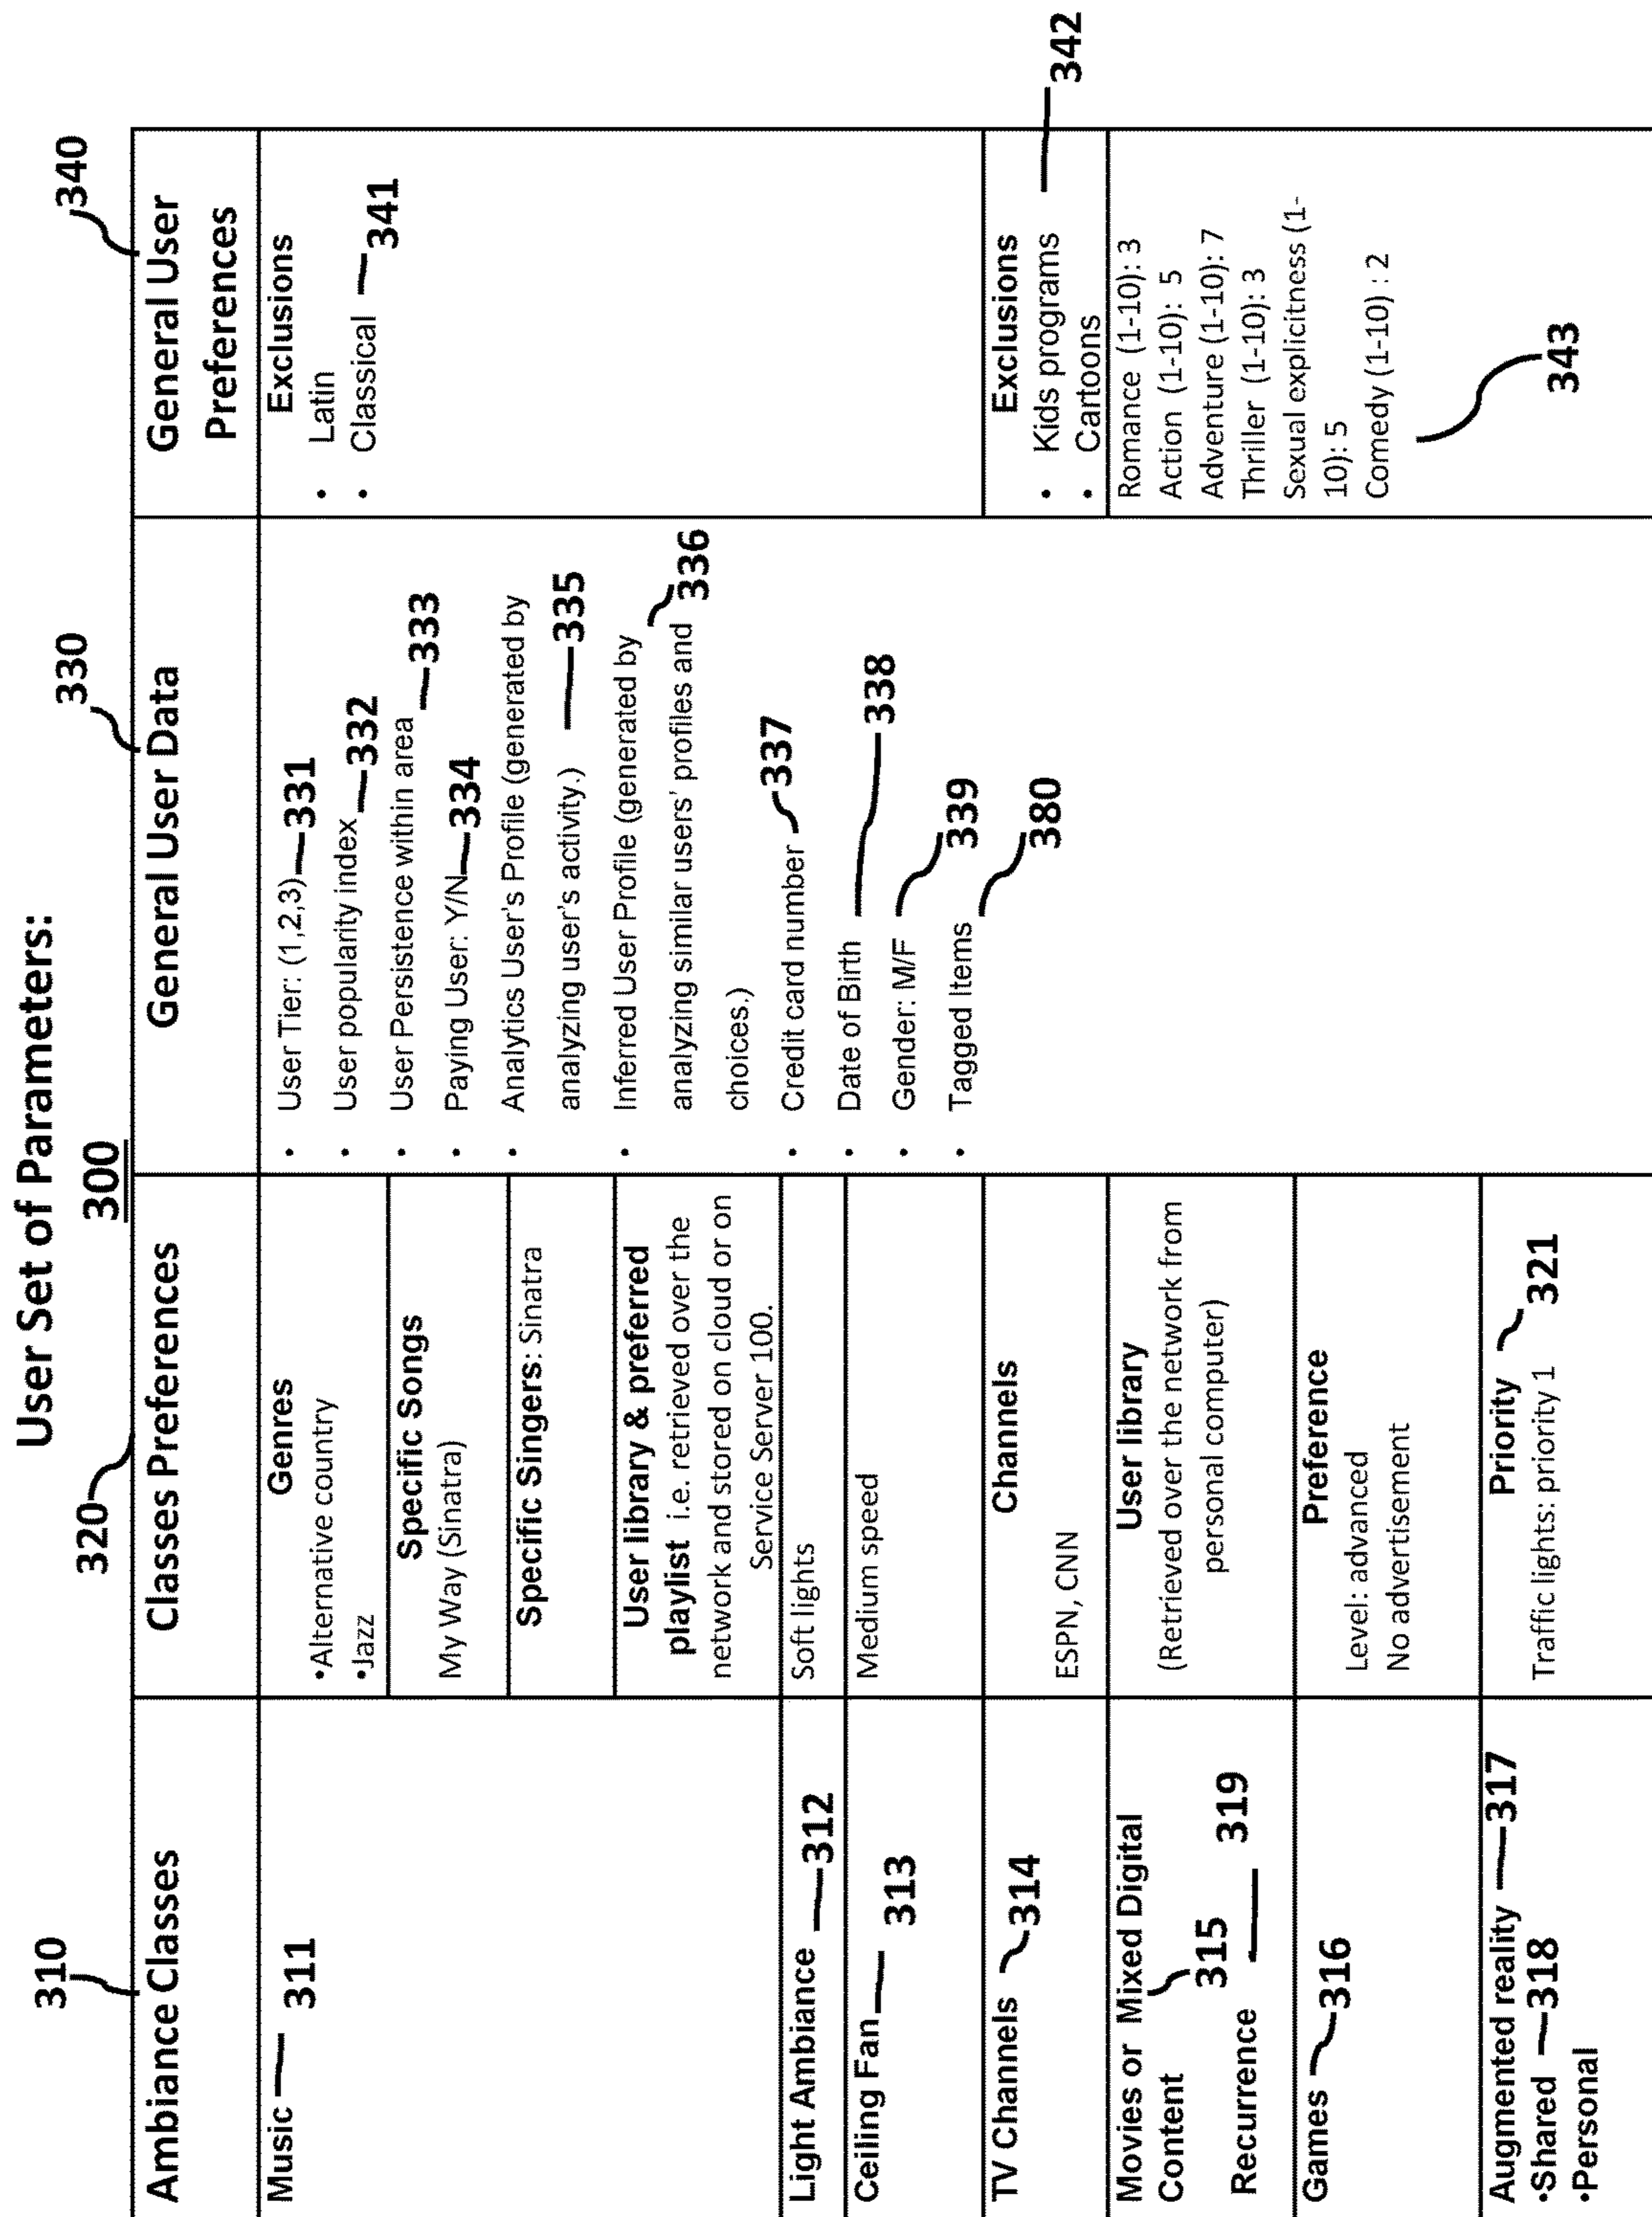 User Set of Parameters:
300
310
320
330
340
Ambiance Classes
Classes Preferences
General User Data
General User
Preferences
Music 311
Genres
•Alternative country
•Jazz
Specific Songs
My Way (Sinatra)
Specific Singers: Sinatra
User library & preferred
playlist i.e. retrieved over the
network and stored on cloud or on
Service Server 100.
• User Tier: (1,2,3) 331
• User popularity index 332
• User Persistence within area 333
• Paying User: Y/N 334
• Analytics User's Profile (generated by
analyzing user's activity.) 335
• Inferred User Profile (generated by 336
analyzing similar users' profiles and
choices.)
• Credit card number 337
• Date of Birth 338
• Gender: M/F 339
• Tagged Items 380
Exclusions
• Latin
• Classical 341
Light Ambiance 312
Soft lights
Ceiling Fan 313
Medium speed
TV Channels 314
Channels
ESPN, CNN
Exclusions
• Kids programs 342
• Cartoons
Movies or Mixed Digital
Content 315
Recurrence 319
User library
(Retrieved over the network from
personal computer)
Romance (1-10): 3
Action (1-10): 5
Adventure (1-10): 7
Thriller (1-10): 3
Sexual explicitness (1-
10): 5
Comedy (1-10) : 2
343
Games 316
Preference
Level: advanced
No advertisement
Augmented reality 317
•Shared 318
•Personal
Priority 321
Traffic lights: priority 1